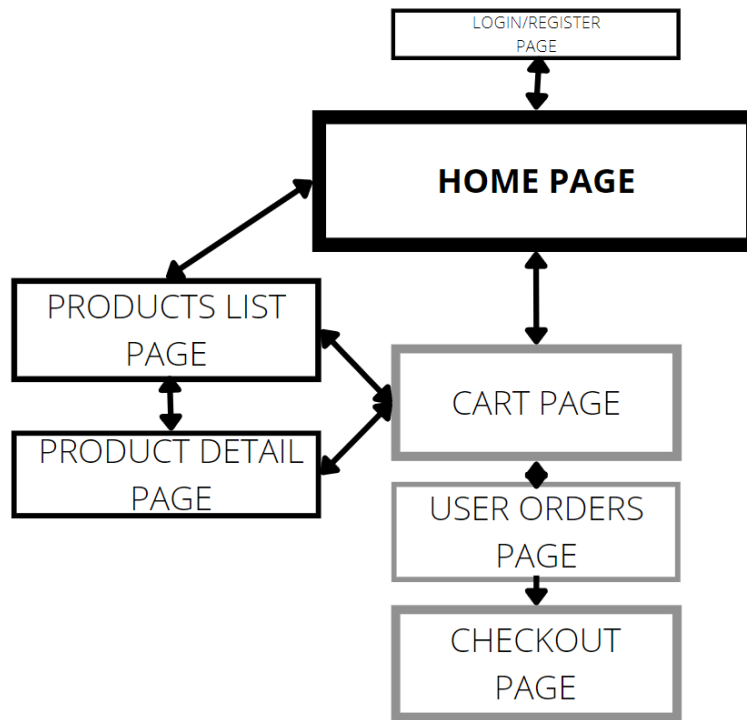 LOGIN/REGISTER
PAGE
HOME PAGE
PRODUCTS LIST
PAGE
CART PAGE
PRODUCT DETAIL
PAGE
USER ORDERS
PAGE
CHECKOUT
PAGE